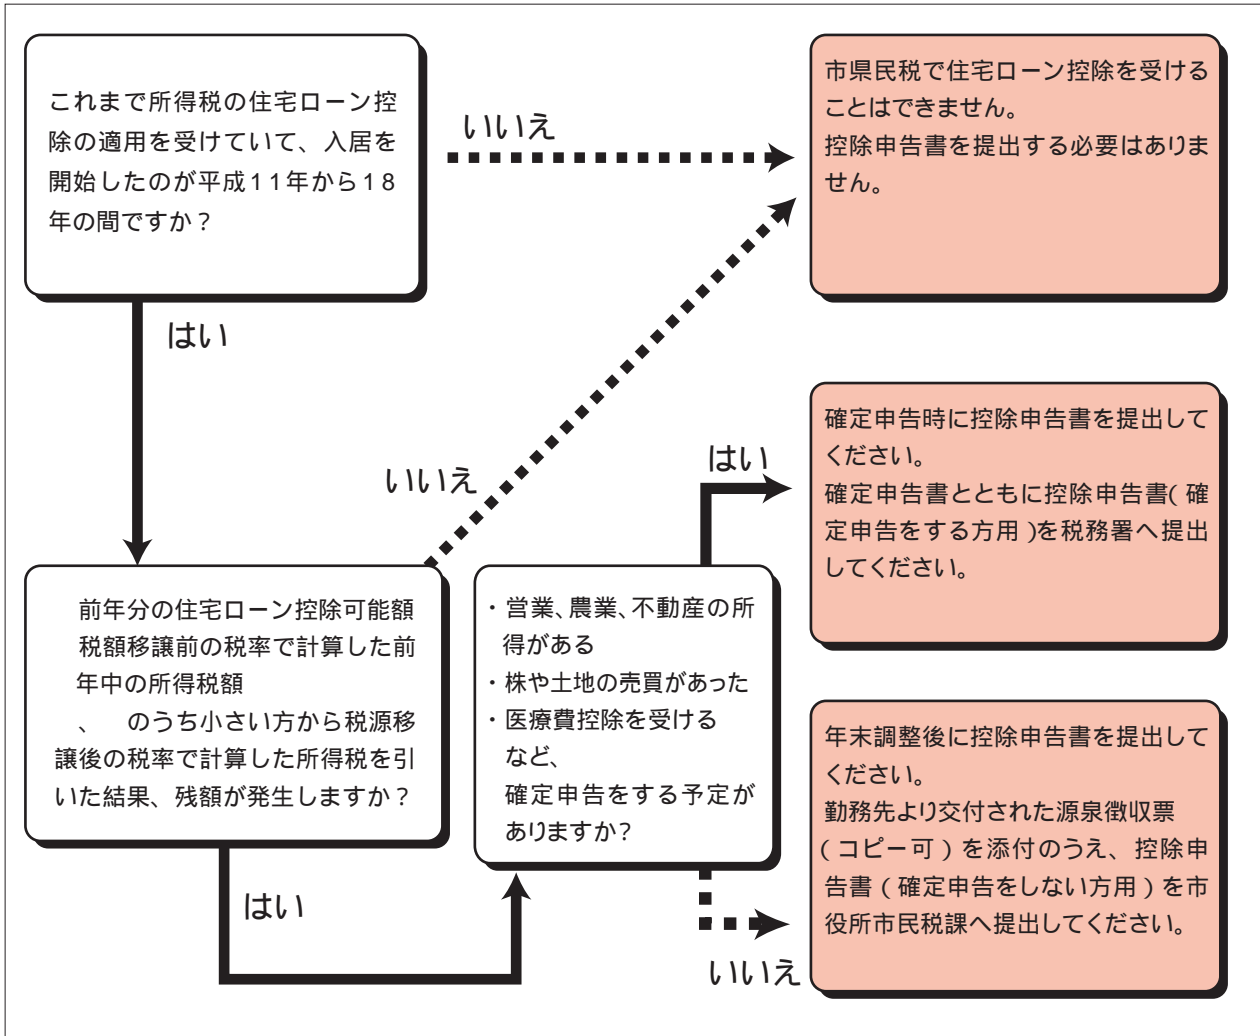 これまで所得税の住宅ローン控
除の適用を受けていて、入居を
開始したのが平成11年から18
年の間ですか？
いいえ
市県民税で住宅ローン控除を受ける
ことはできません。
控除申告書を提出する必要はありま
せん。
はい
いいえ
はい
確定申告時に控除申告書を提出して
ください。
確定申告書とともに控除申告書(確
定申告をする方用)を税務署へ提出
してください。
前年分の住宅ローン控除可能額
税額移譲前の税率で計算した前
年中の所得税額
、　のうち小さい方から税源移
譲後の税率で計算した所得税を引
いた結果、残額が発生しますか？
はい
・営業、農業、不動産の所
得がある
・株や土地の売買があった
・医療費控除を受ける
など、
確定申告をする予定が
ありますか？
いいえ
年末調整後に控除申告書を提出して
ください。
勤務先より交付された源泉徴収票
(コピー可)を添付のうえ、控除申
告書(確定申告をしない方用)を市
役所市民税課へ提出してください。